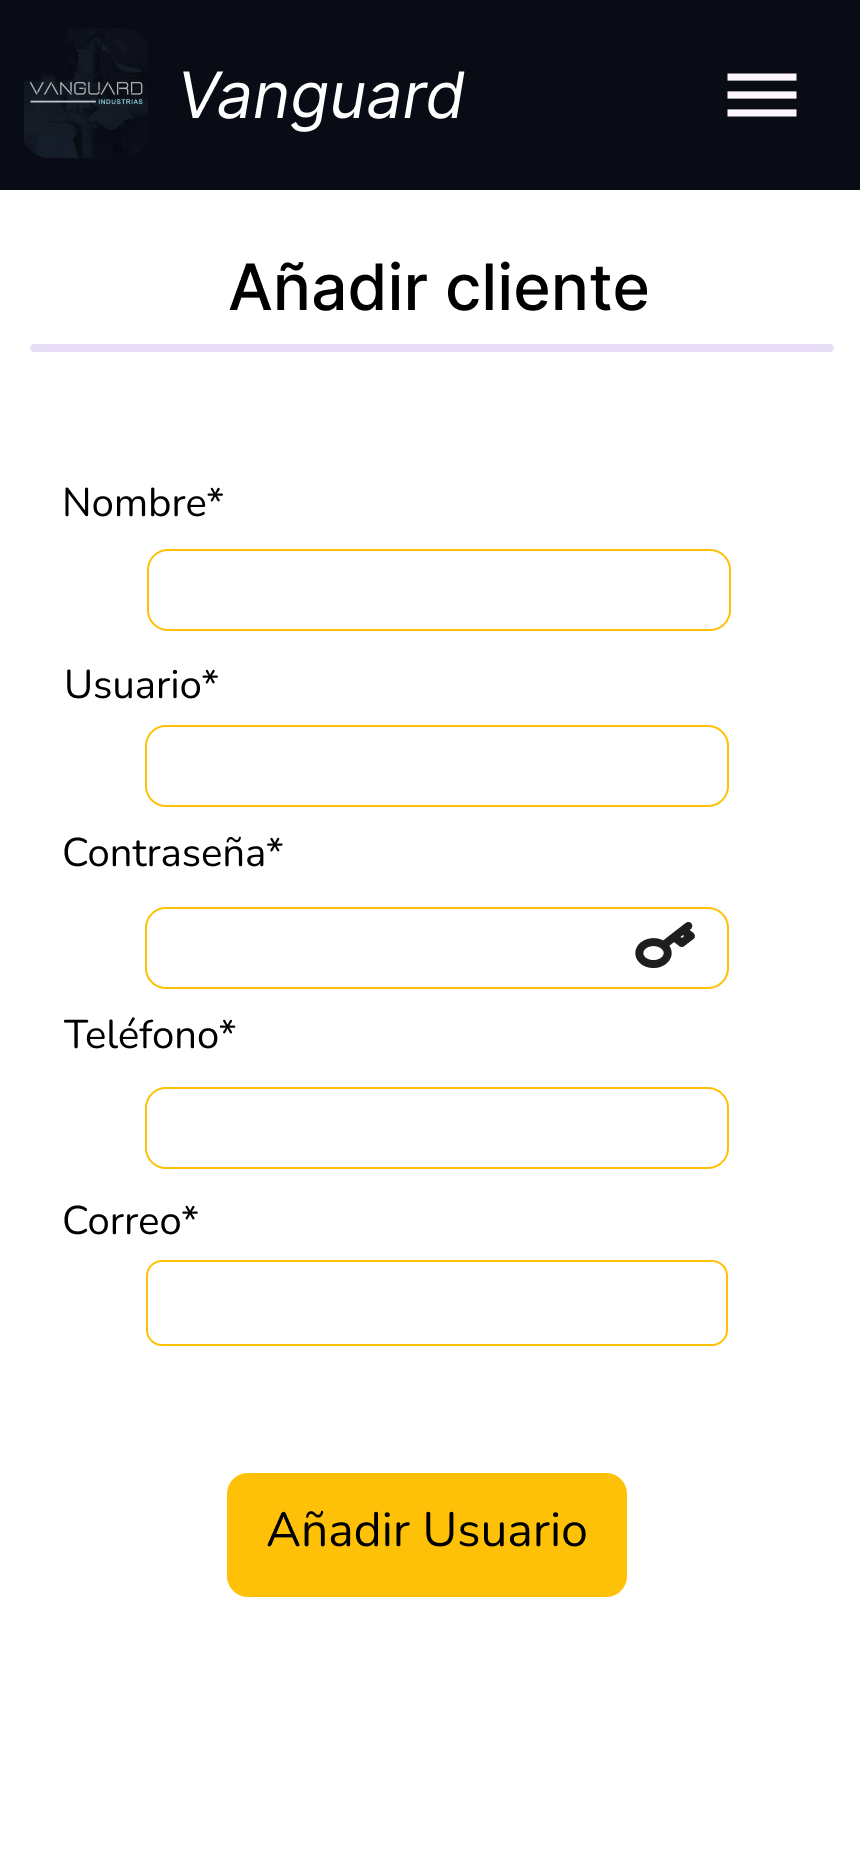 VANGUARD
INDUSTRIAS
Vanguard
Añadir cliente
Nombre*
Usuario*
Contraseña*
Teléfono*
Correo*
Añadir Usuario